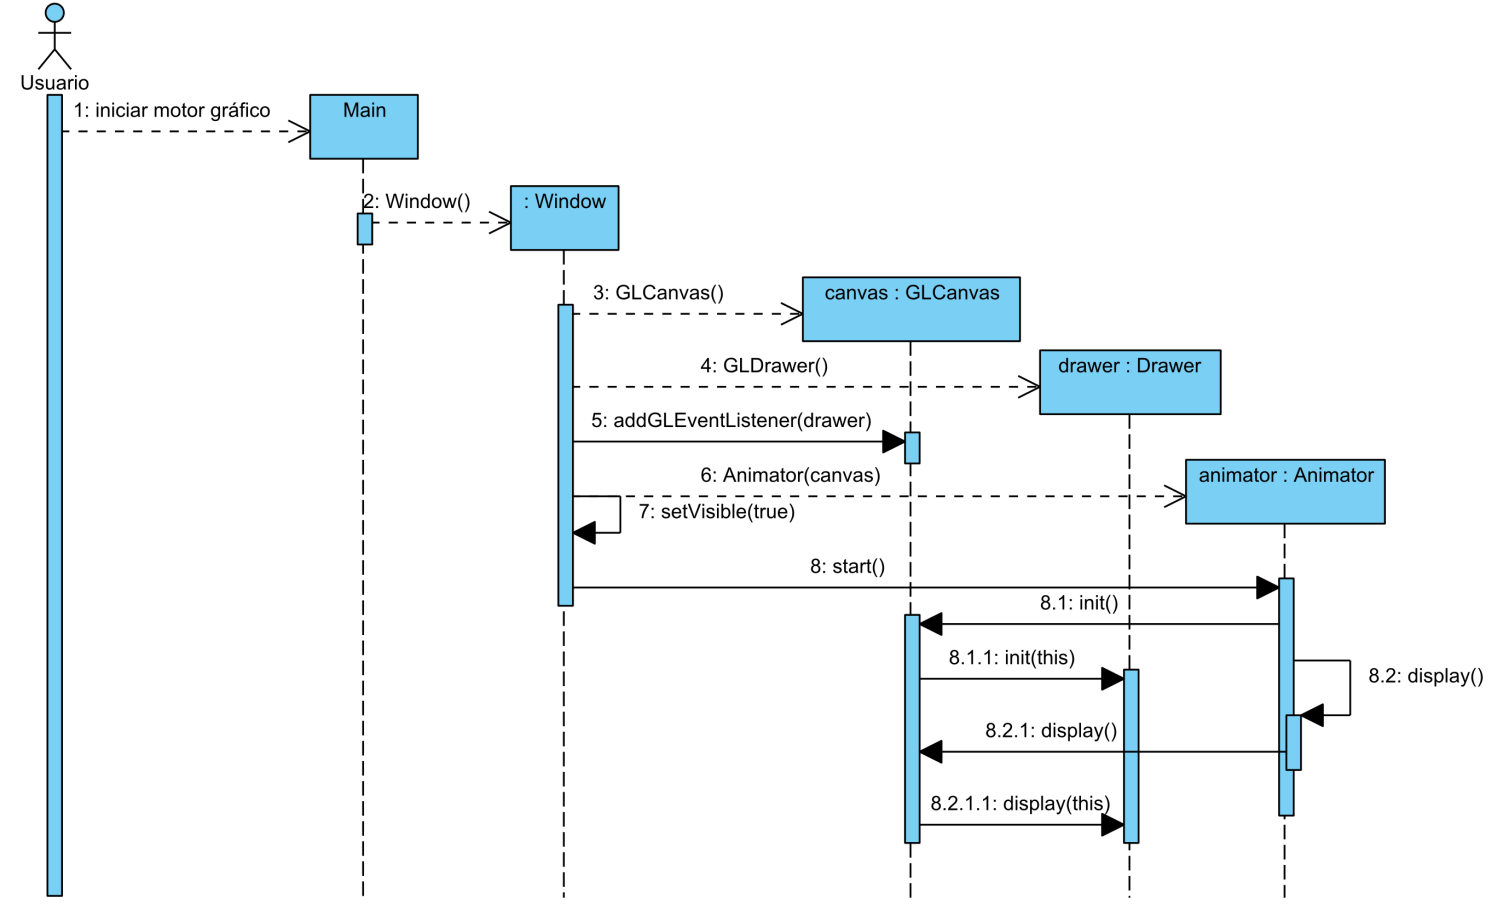 Usuario
1: iniciar motor gráfico
Main
2: Window()
: Window
3: GLCanvas()
canvas : GLCanvas
4: GLDrawer()
drawer : Drawer
5: addGLEventListener(drawer)
6: Animator(canvas)
animator : Animator
7: setVisible(true)
8: start()
8.1: init()
8.1.1: init(this)
8.2: display()
8.2.1: display()
8.2.1.1: display(this)